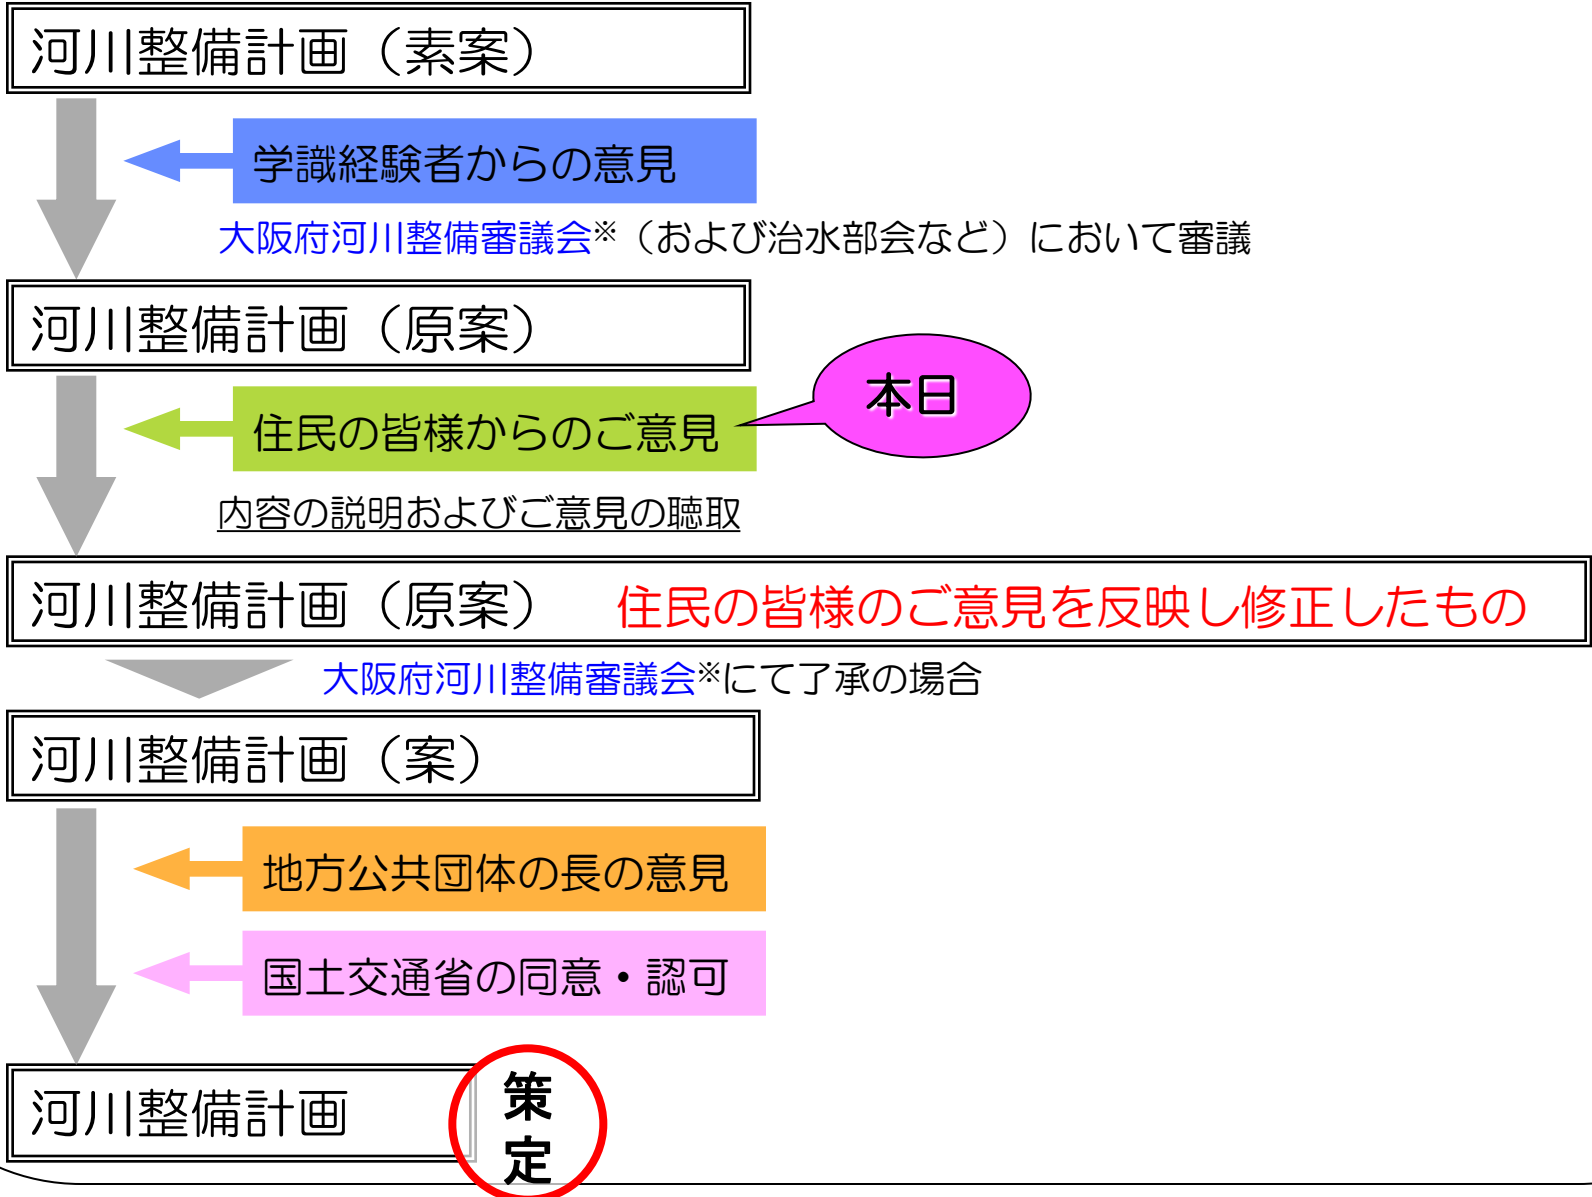 河川整備計画（素案）
学識経験者からの意見
大阪府河川整備審議会※（および治水部会など）において審議
河川整備計画（原案）
本日
住民の皆様からのご意見
内容の説明およびご意見の聴取
河川整備計画（原案） 住民の皆様のご意見を反映し修正したもの
大阪府河川整備審議会※にて了承の場合
河川整備計画（案）
地方公共団体の長の意見
国土交通省の同意・認可
河川整備計画
策
定